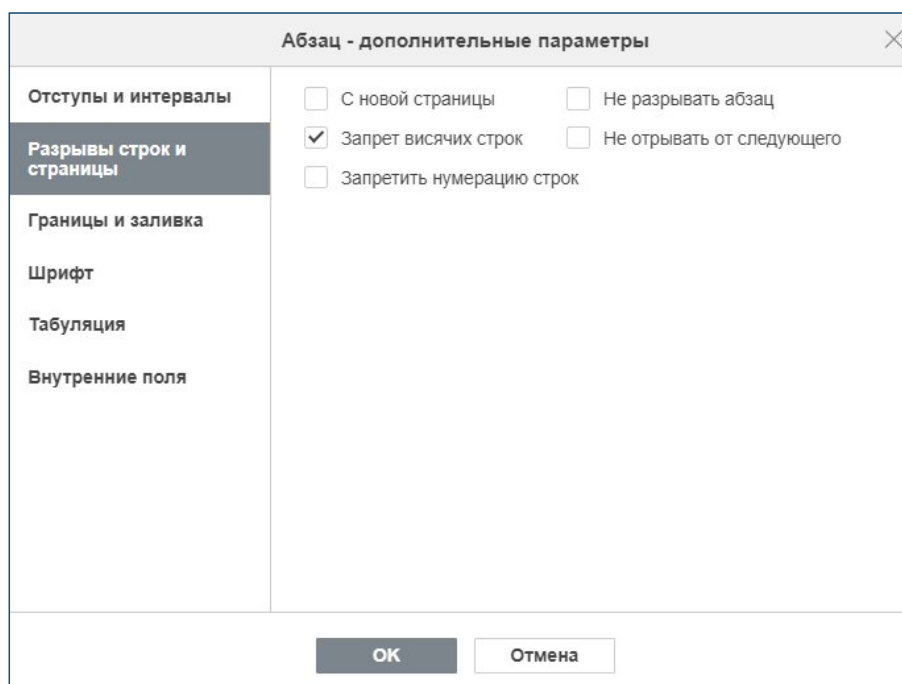 Абзац - дополнительные параметры
Отступы и интервалы
Разрывы строк и
страницы
Границы и заливка
Шрифт
Табуляция
Внутренние поля
С новой страницы
Не разрывать абзац
Запрет висячих строк
Не отрывать от следующего
Запретить нумерацию строк
OK
Отмена